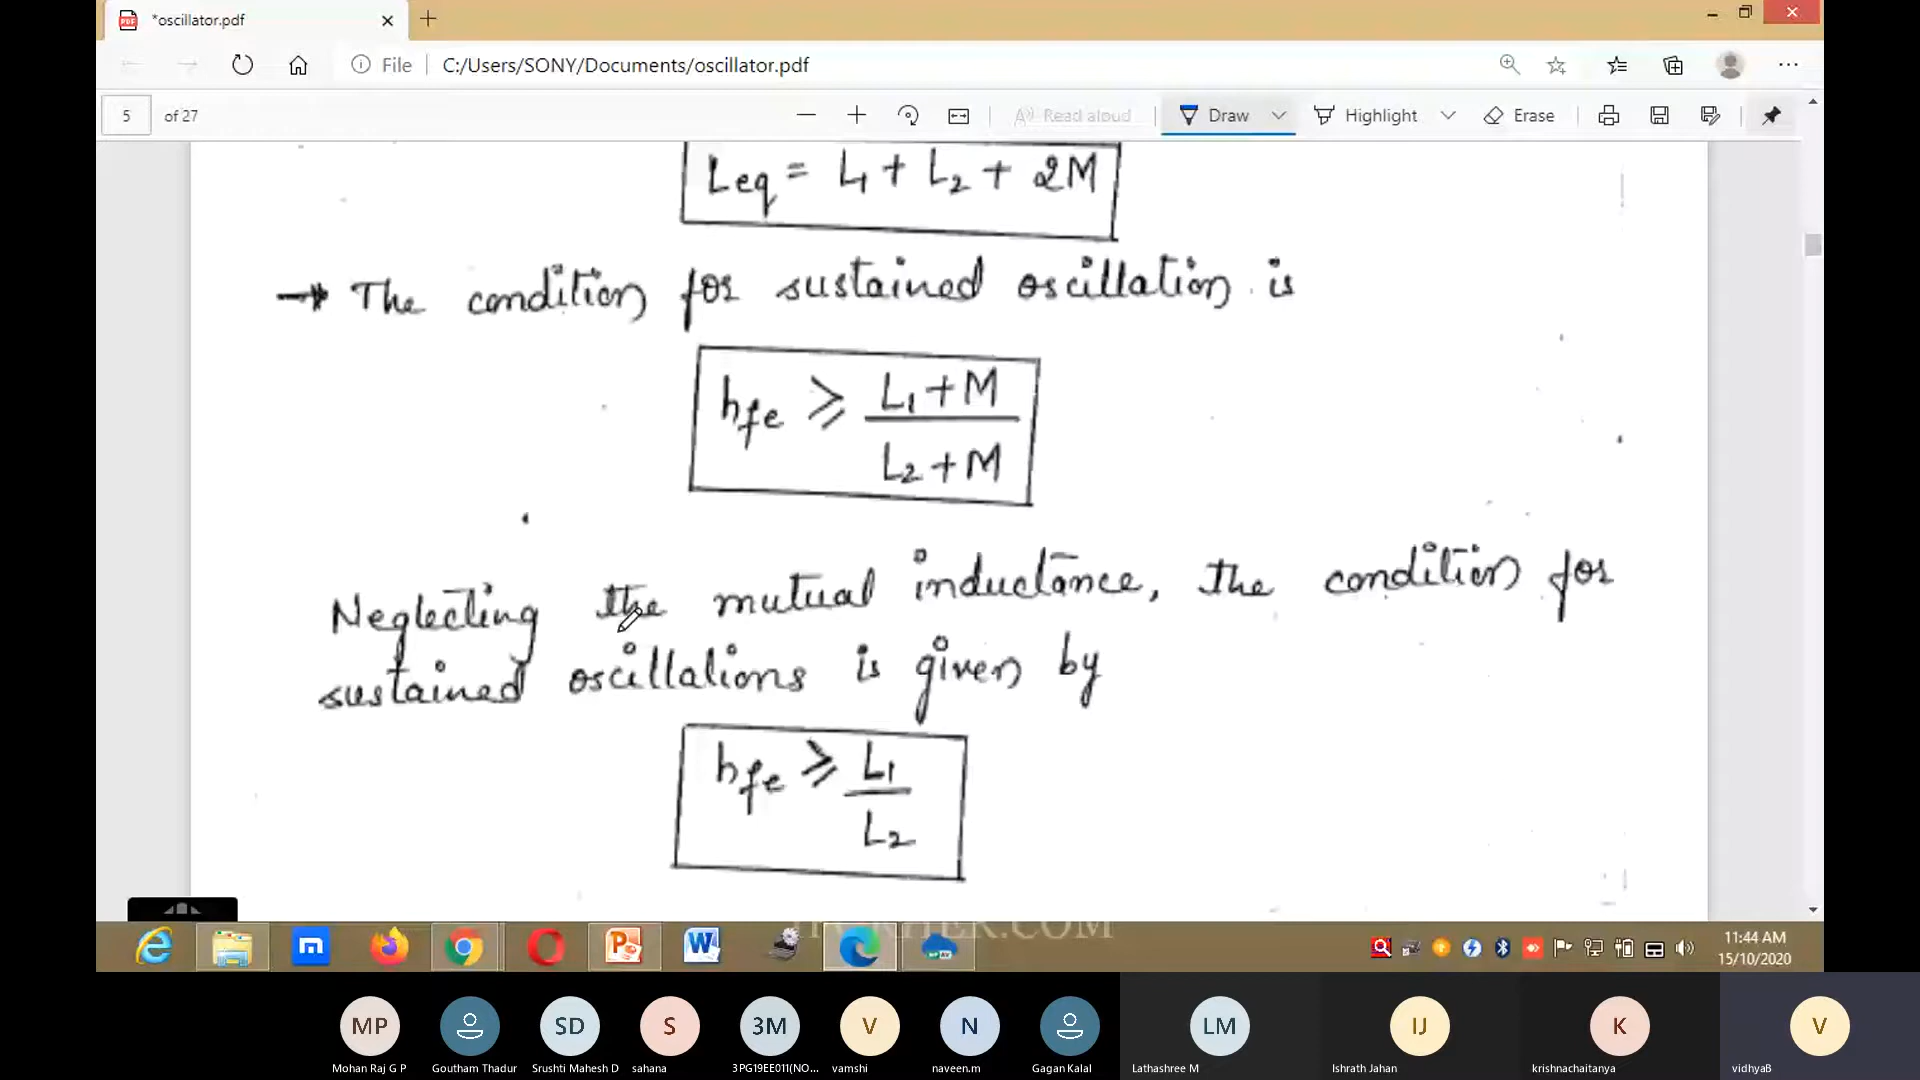 *oscillator.pdf
File C:/Users/SONY/Documents/oscillator.pdf
5 of 27 Read aloud Draw Highlight Erase
Leq = L1 + L2 + 2M
→ The condition for sustained oscillation is
hfe ⩾ L1+M
L2+M
Neglecting the mutual inductance, the condition for
sustained oscillations is given by
hfe ⩾ L1
L2
11:44 AM
15/10/2020
MP SD S 3M V N LM IJ K V
Mohan Raj G P Goutham Thadur Srushti Mahesh D sahana 3PG19EE011(NO... vamshi naveen.m Gagan Kalal Lathashree M Ishrath Jahan krishnachaitanya vidhyaB